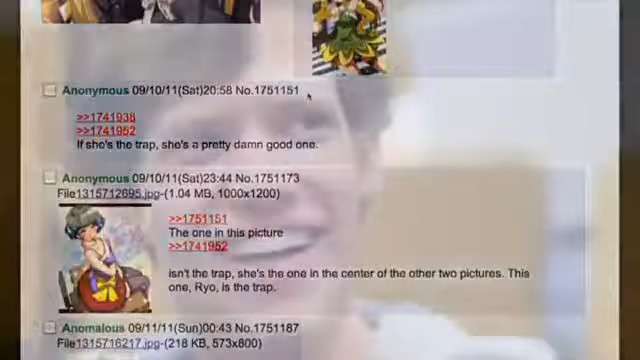 Anonymous 09/10/11(Sat)20:58 No.1751151
>>1741938
>>1741952
If she's the trap, she's a pretty damn good one.
Anonymous 09/10/11(Sat)23:44 No.1751173
File1315712695.jpg-(1.04 MB, 1000x1200)
>>1751151
The one in this picture
>>1741952
isn't the trap, she's the one in the center of the other two pictures. This
one, Ryo, is the trap.
Anomalous 09/11/11(Sun)00:43 No.1751187
File1315716217.jpg-(218 KB, 573x800)